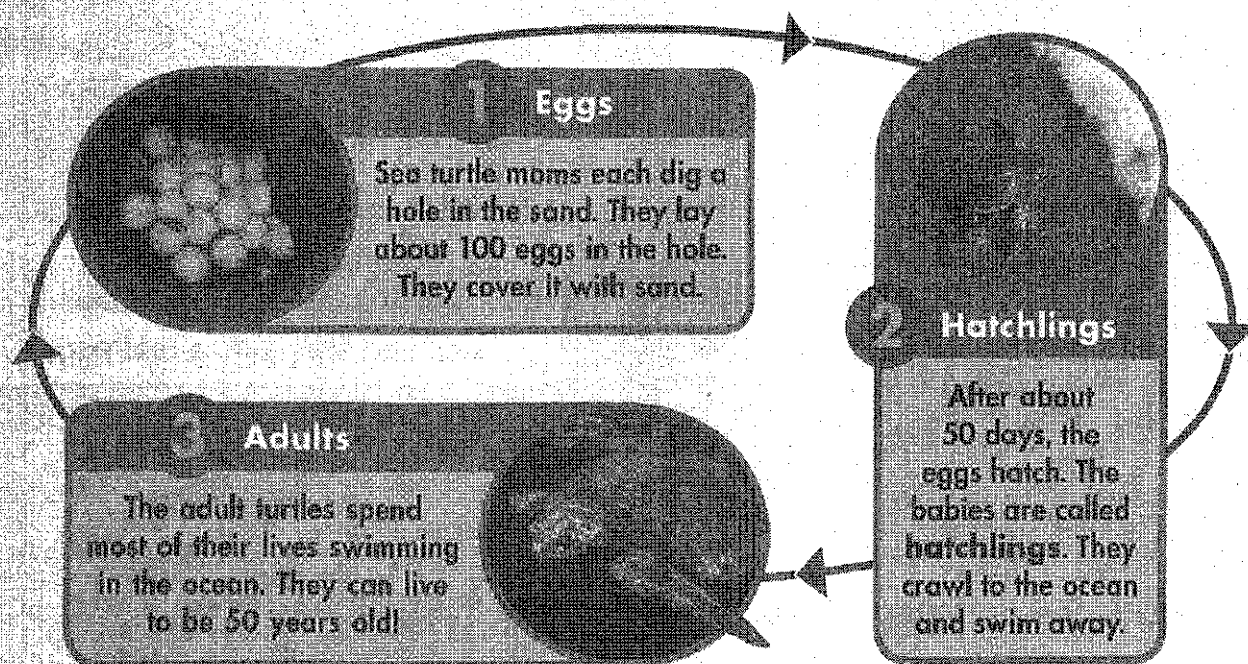 1 Eggs
Sea turtle moms each dig a
hole in the sand. They lay
about 100 eggs in the hole.
They cover it with sand.
2 Hatchlings
After about
50 days, the
eggs hatch. The
babies are called
hatchlings. They
crawl to the ocean
and swim away.
3 Adults
The adult turtles spend
most of their lives swimming
in the ocean. They can live
to be 50 years old!